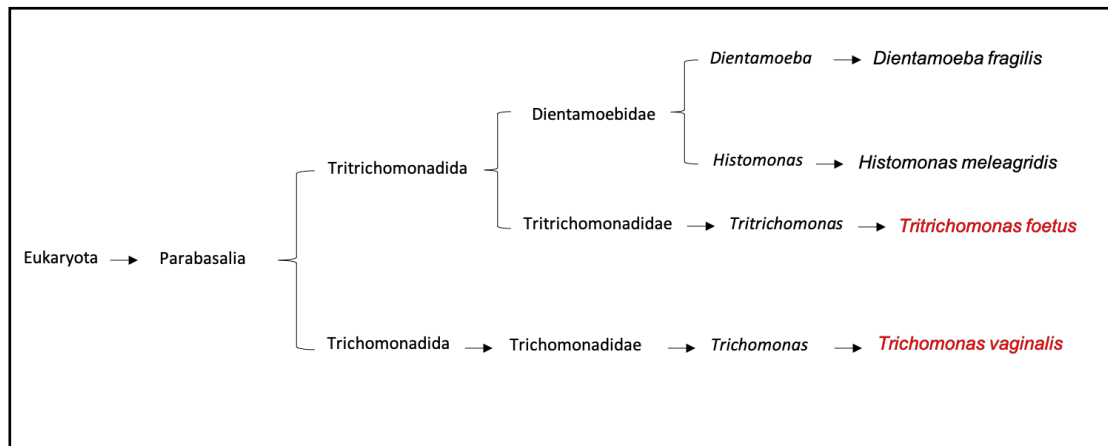 Dientamoeba
Dientamoeba fragilis
Dientamoebidae
Histomonas
Histomonas meleagridis
Tritrichomonadida
Tritrichomonadidae
Tritrichomonas
Tritrichomonas foetus
Eukaryota
Parabasalia
Trichomonadida
Trichomonadidae
Trichomonas
Trichomonas vaginalis